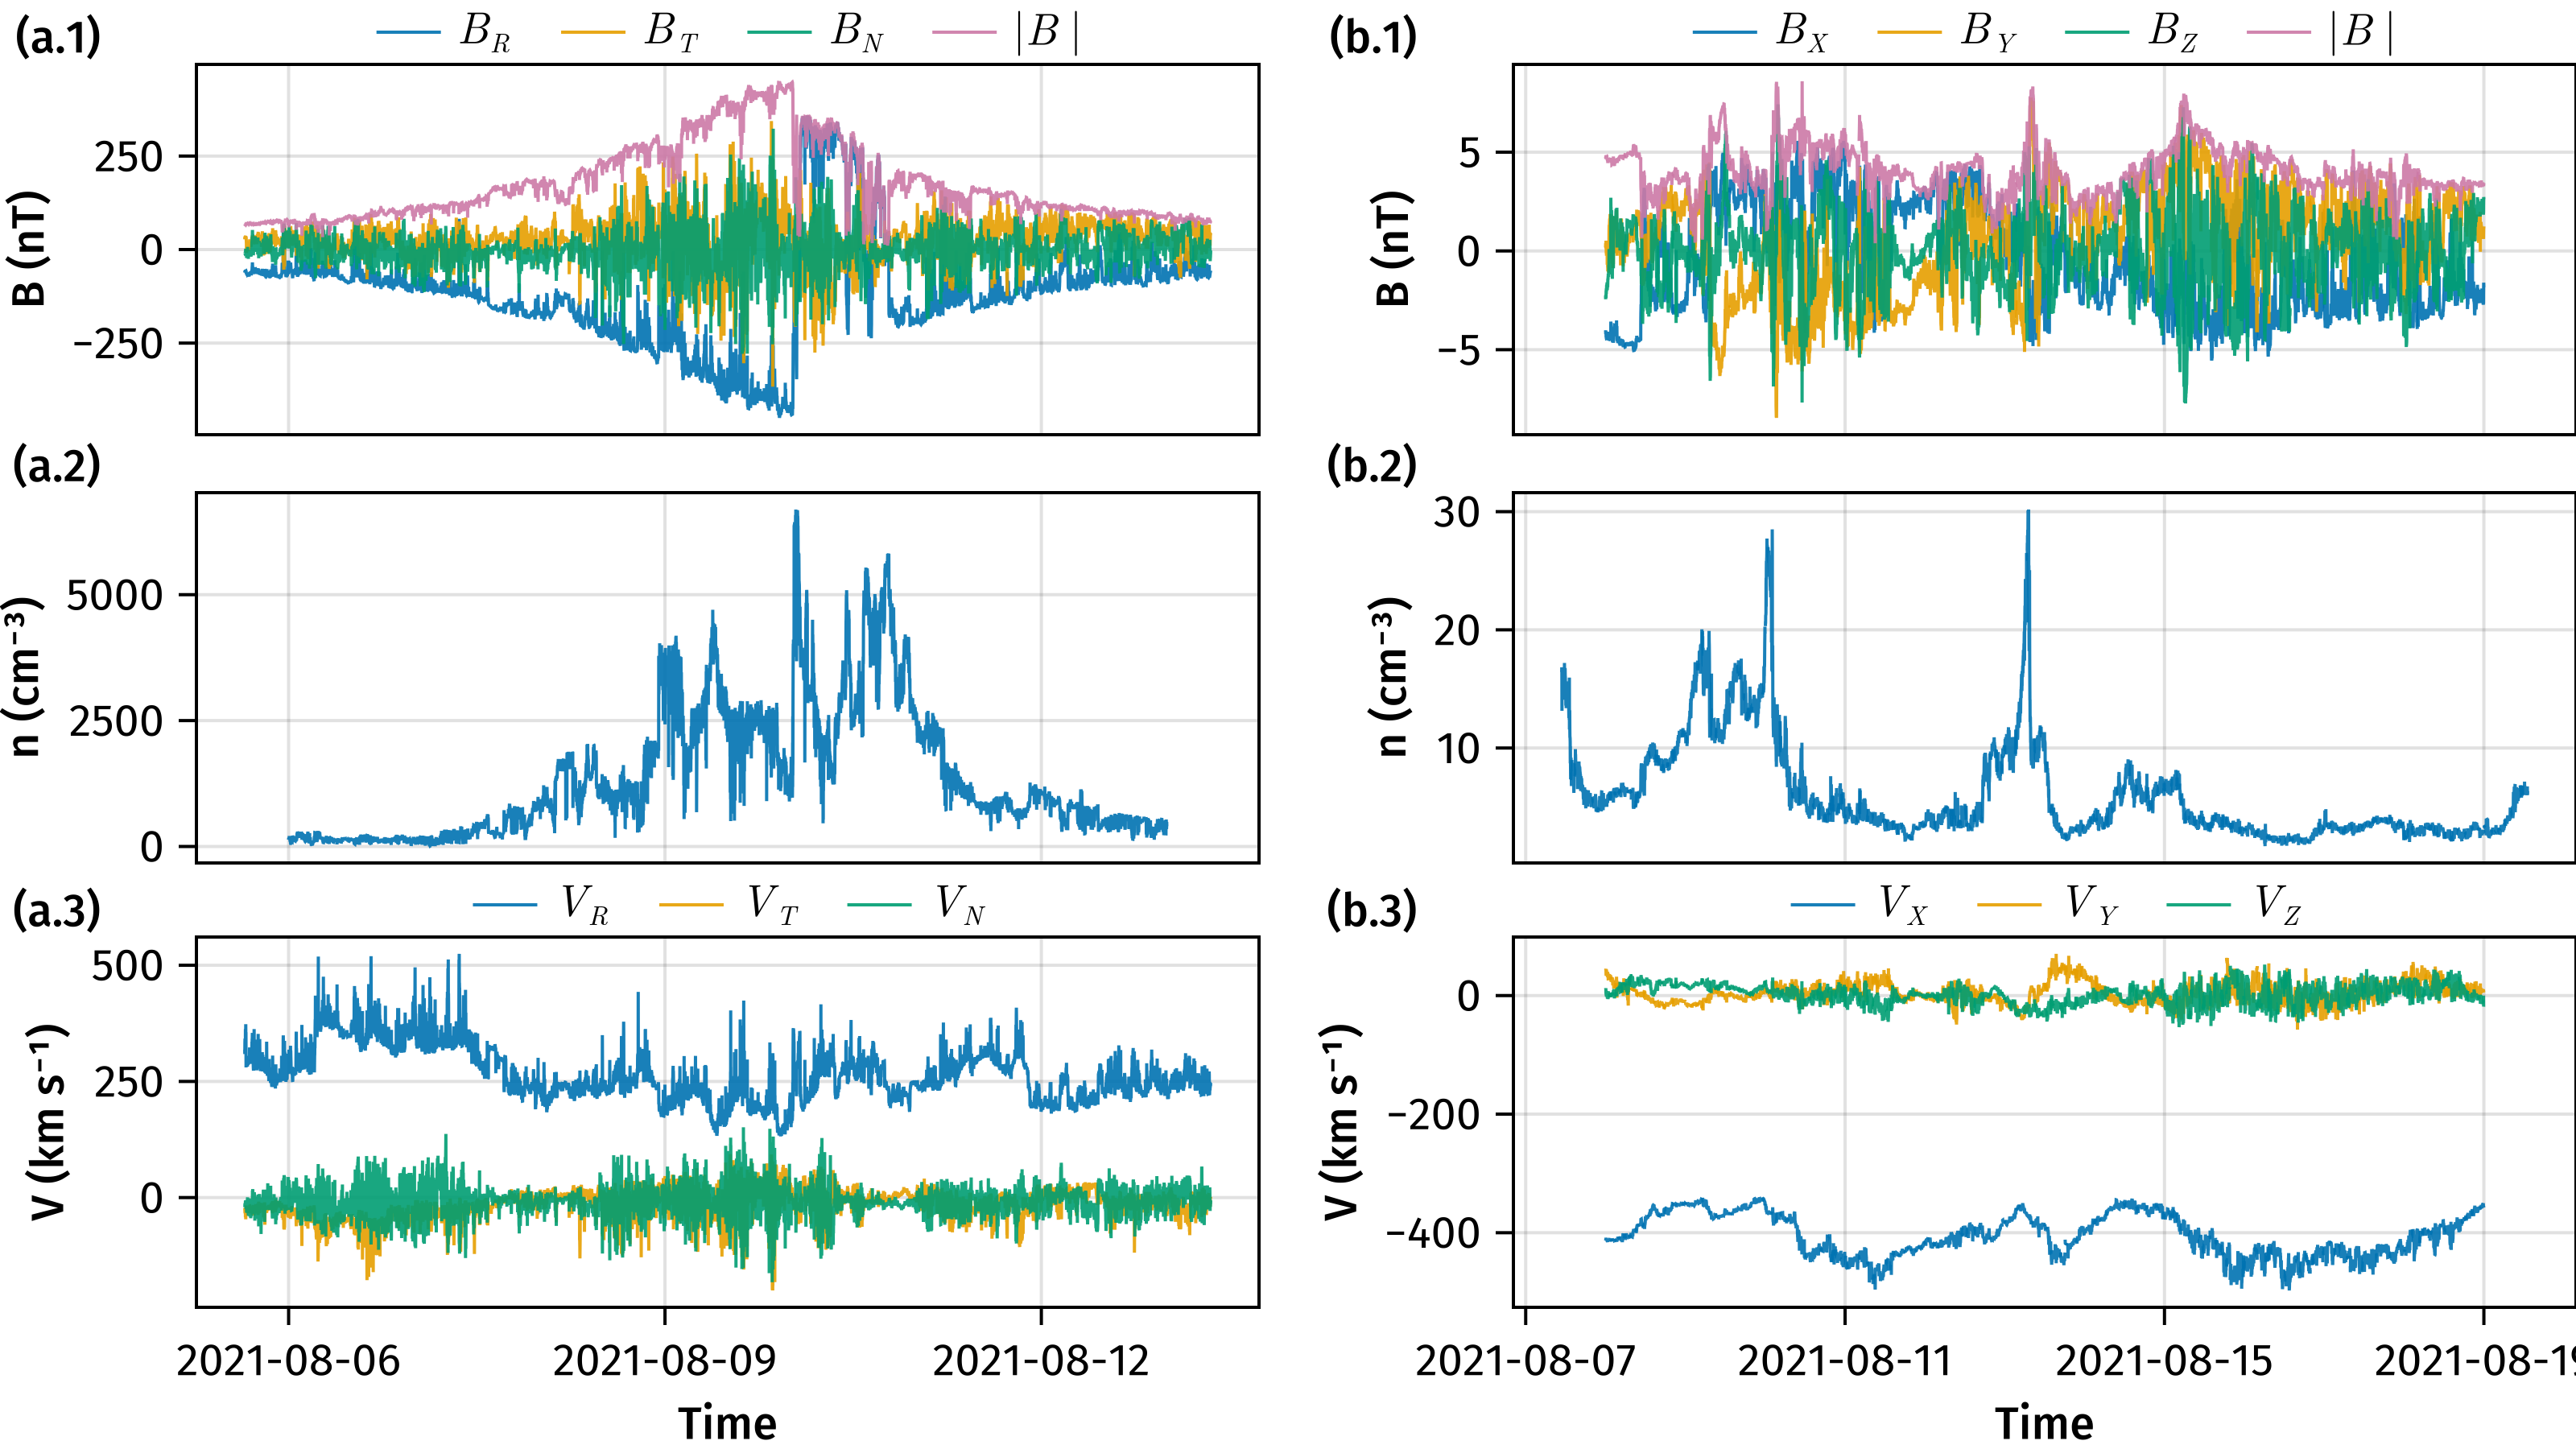 (a.1)
B_R B_T B_N |B|
B (nT)
250
0
−250
(a.2)
n (cm⁻³)
5000
2500
0
(a.3)
V_R V_T V_N
V (km s⁻¹)
500
250
0
2021-08-06 2021-08-09 2021-08-12
Time
(b.1)
B_X B_Y B_Z |B|
B (nT)
5
0
−5
(b.2)
n (cm⁻³)
30
20
10
(b.3)
V_X V_Y V_Z
V (km s⁻¹)
0
−200
−400
2021-08-07 2021-08-11 2021-08-15 2021-08-19
Time